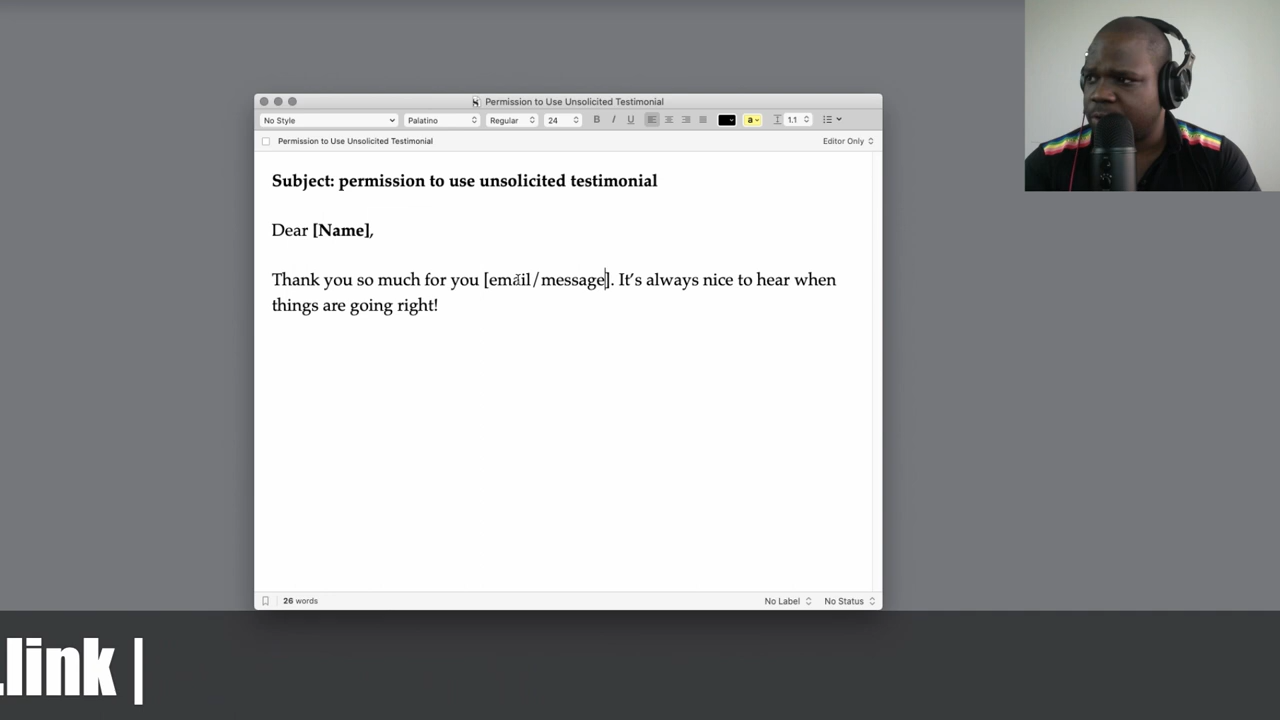 Permission to Use Unsolicited Testimonial
No Style Palatino Regular 24 B I U a 1.1
Permission to Use Unsolicited Testimonial Editor Only
Subject: permission to use unsolicited testimonial
Dear [Name],
Thank you so much for you [email/message]. It’s always nice to hear when
things are going right!
26 words No Label No Status
.link |